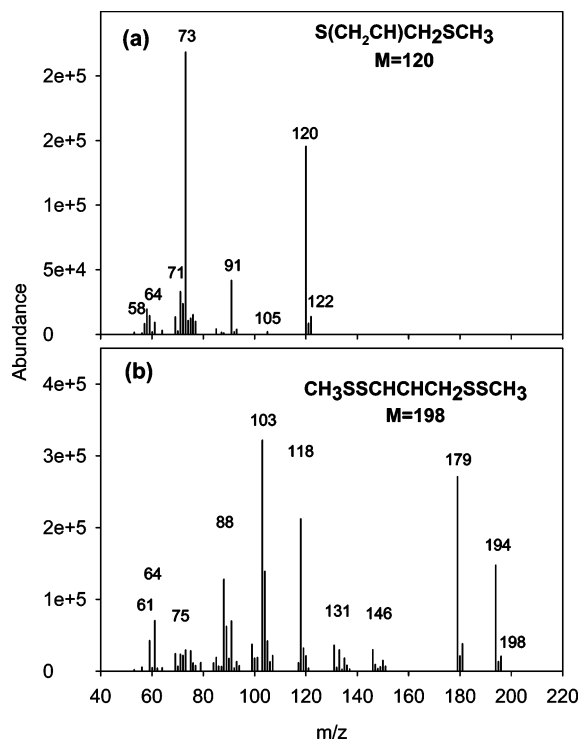 (a)
73
S(CH2CH)CH2SCH3
M=120
2e+5
120
2e+5
1e+5
71
91
64
5e+4
58
105
122
0
Abundance
(b)
4e+5
CH3SSCHCHCH2SSCH3
M=198
103
118
179
3e+5
88
2e+5
64
194
61
75
131
146
1e+5
198
0
40 60 80 100 120 140 160 180 200 220
m/z